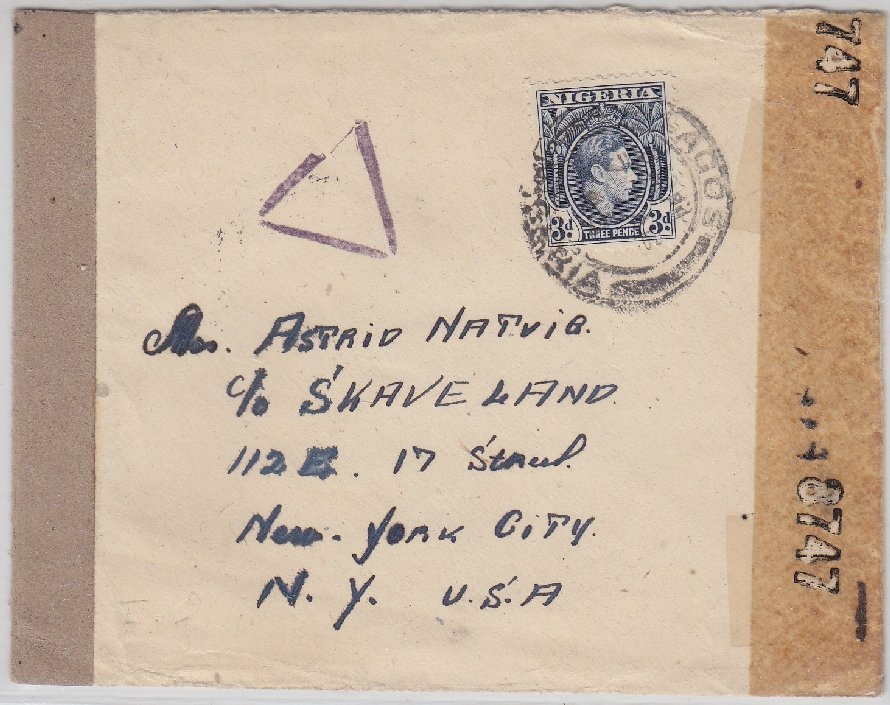 747
NIGERIA
3d 3d
THREE PENCE
LAGOS
Mrs. ASTRID NATVIG.
c/o SKAVELAND
112 E. 17 Street.
New. YORK CITY.
N. Y. U.S.A
8747